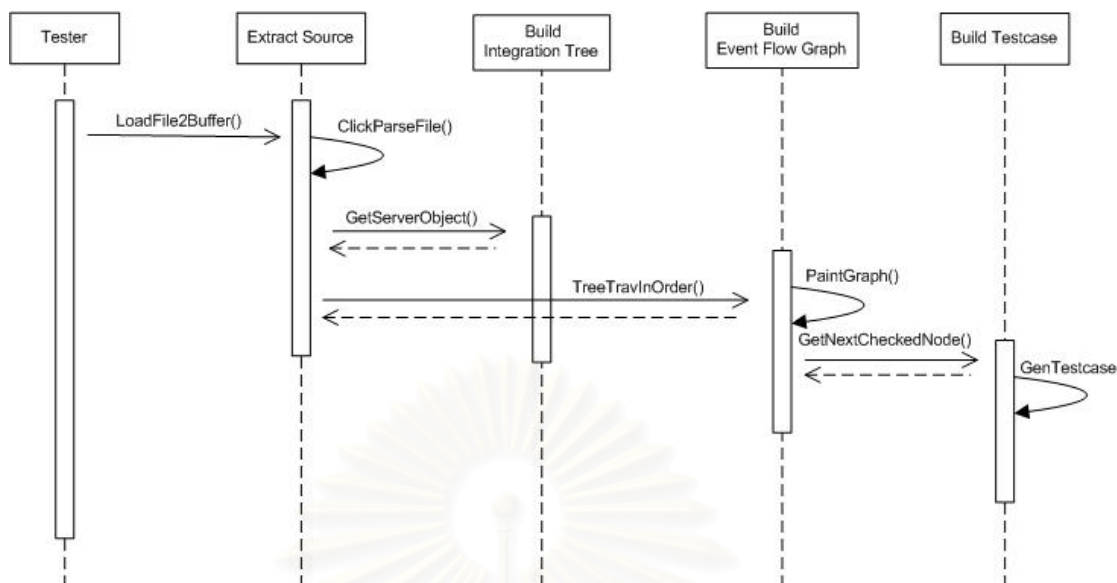 Tester
Extract Source
Build
Integration Tree
Build
Event Flow Graph
Build Testcase
LoadFile2Buffer()
ClickParseFile()
GetServerObject()
TreeTravInOrder()
PaintGraph()
GetNextCheckedNode()
GenTestcase